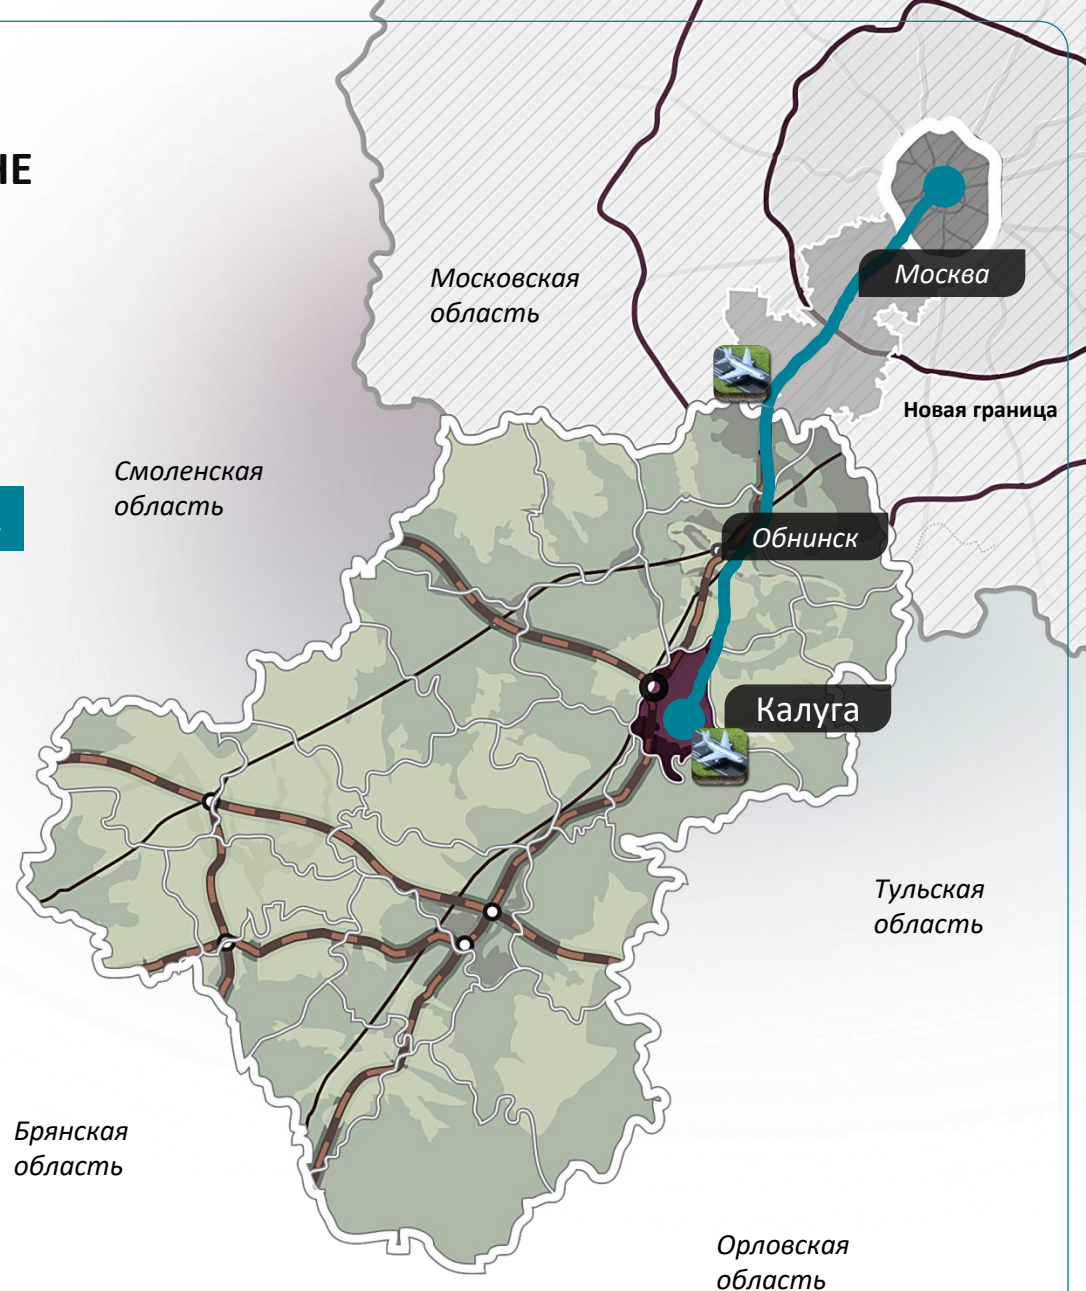 НЕ
Московская
область
Москва
Новая граница
Смоленская
область
Обнинск
Калуга
Тульская
область
Брянская
область
Орловская
область